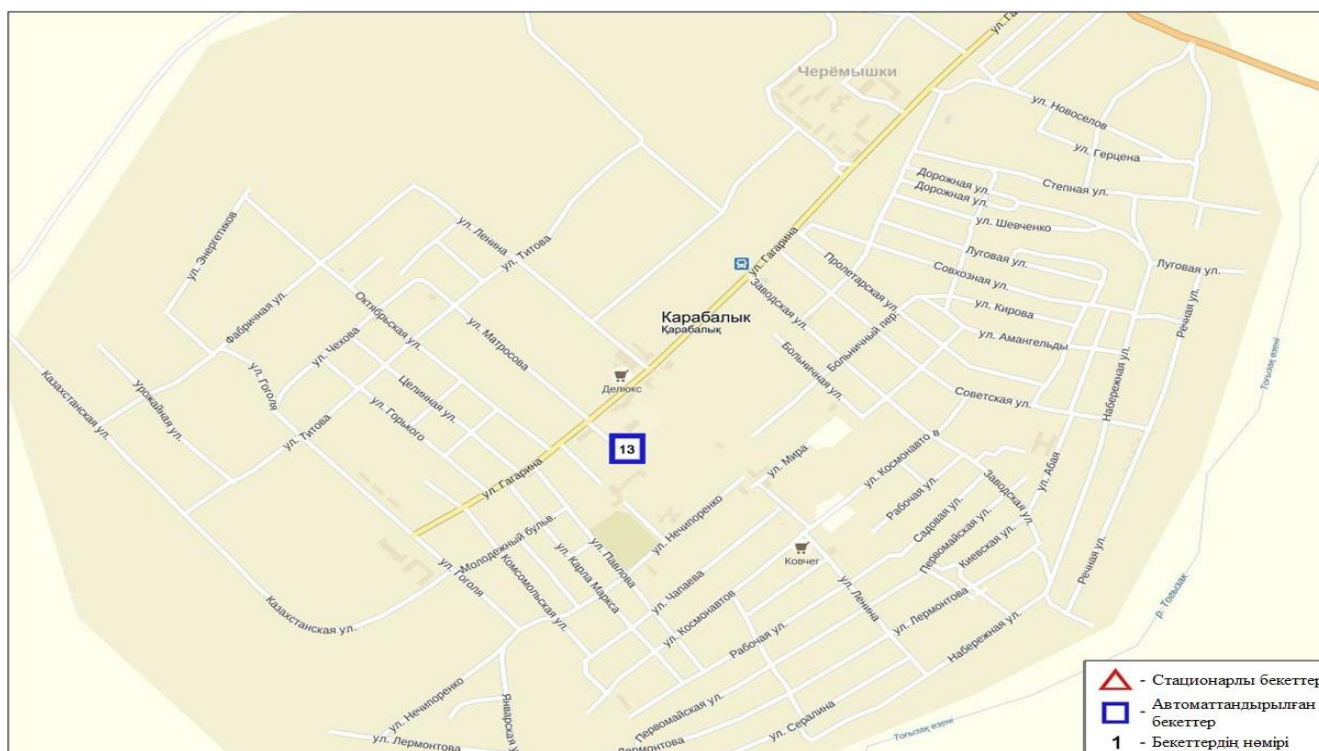 ул. Га
Черёмышки
ул. Новоселов
ул. Герцена
Дорожная ул.
Степная ул.
Дорожная ул.
ул. Шевченко
ул. Энергетиков
ул. Ленина
ул. Титова
ул. Гагарина
Луговая ул.
Луговая ул.
Пролетарская ул.
Совхозная ул.
Заводская ул.
ул. Кирова
Речная ул.
Фабричная ул.
Октябрьская ул.
Карабалык
Қарабалық
Больничный пер.
ул. Амангельды
ул. Чехова
ул. Матросова
Больничная ул.
Набережная ул.
Тоғызақ өзені
Казахстанская ул.
Урожайная ул.
ул. Гоголя
Целинная ул.
Делюкс
Советская ул.
ул. Титова
ул. Горького
13
ул. Мира
ул. Космонавто в
ул. Гагарина
ул. Абая
Рабочая ул.
Заводская ул.
ул. Нечипоренко
Садовая ул.
Первомайская ул.
Киевская ул.
Молодежный бульв.
Ковчег
Речная ул.
ул. Гоголя
Комсомольская ул.
ул. Карла Маркса
ул. Павлова
ул. Чапаева
ул. Ленина
ул. Космонавтов
Казахстанская ул.
ул. Лермонтова
р. Тогызак
Рабочая ул.
Набережная ул.
ул. Нечипоренко
Январская у
Первомайская ул.
ул. Сералина
Тоғызақ өзені
ул. Лермонтова
ул. Лермонтова
- Стационарлы бекеттер
- Автоматтандырылған
бекеттер
1 - Бекеттердің нөмірі